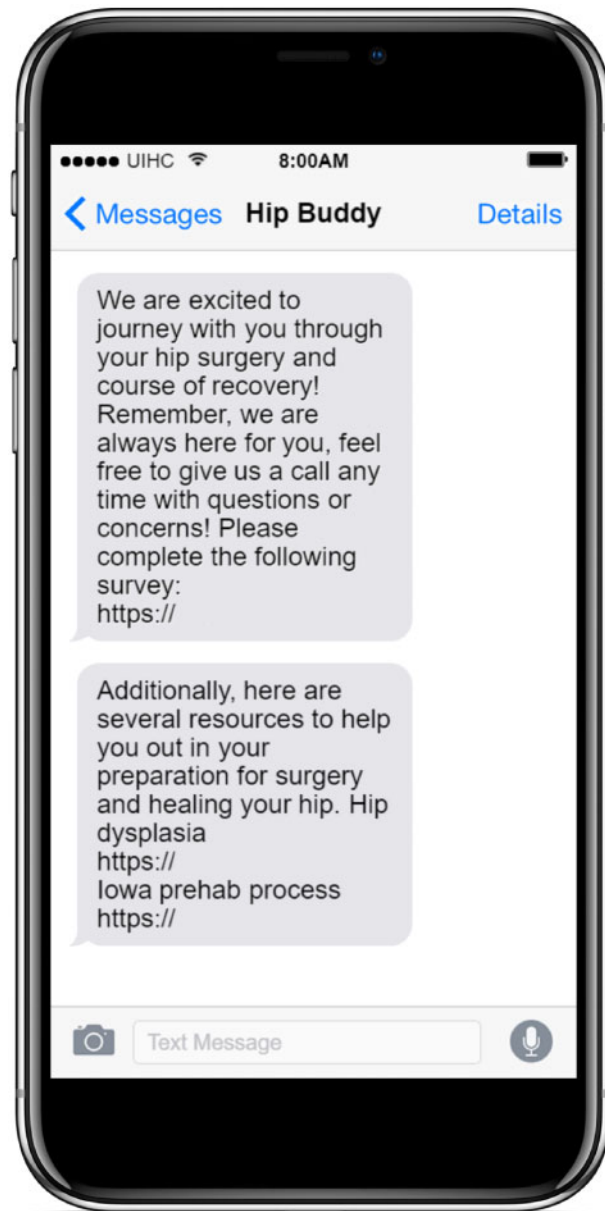 UIHC 8:00AM
Messages Hip Buddy Details
We are excited to
journey with you through
your hip surgery and
course of recovery!
Remember, we are
always here for you, feel
free to give us a call any
time with questions or
concerns! Please
complete the following
survey:
https://
Additionally, here are
several resources to help
you out in your
preparation for surgery
and healing your hip. Hip
dysplasia
https://
Iowa prehab process
https://
Text Message